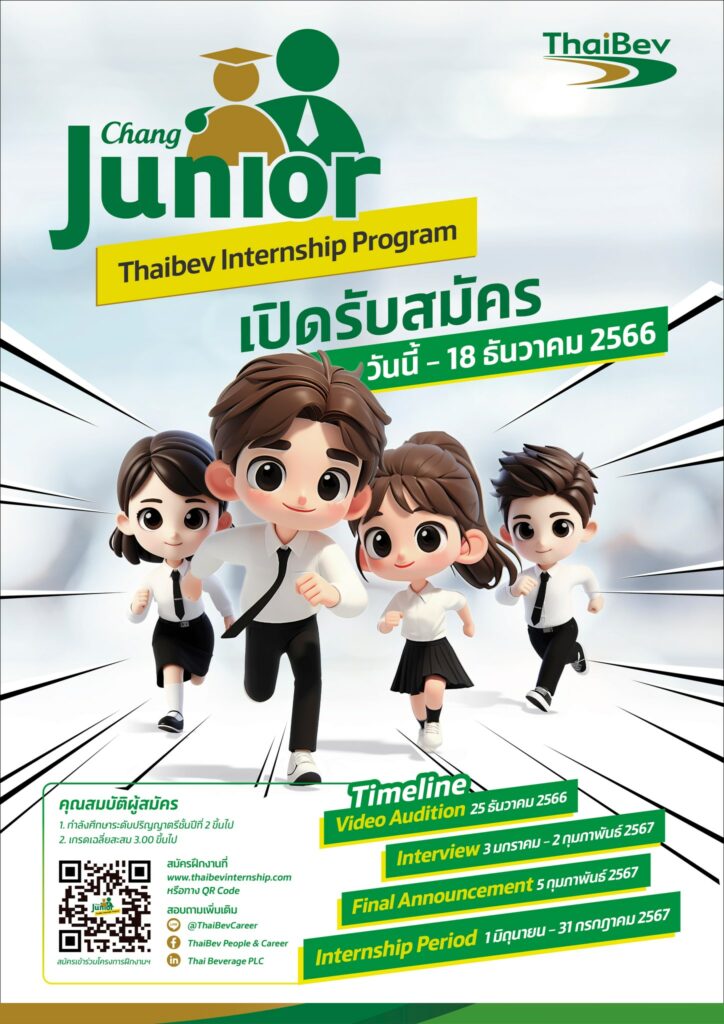 ThaiBev
Chang
Junior
Thaibev Internship Program
เปิดรับสมัคร
วันนี้ – 18 ธันวาคม 2566
Timeline
Video Audition 25 ธันวาคม 2566
Interview 3 มกราคม – 2 กุมภาพันธ์ 2567
Final Announcement 5 กุมภาพันธ์ 2567
Internship Period 1 มิถุนายน – 31 กรกฎาคม 2567
คุณสมบัติผู้สมัคร
1. กำลังศึกษาระดับปริญญาตรีชั้นปีที่ 2 ขึ้นไป
2. เกรดเฉลี่ยสะสม 3.00 ขึ้นไป
สมัครฝึกงานที่
www.thaibevinternship.com
หรือทาง QR Code
สอบถามเพิ่มเติม
@ThaiBevCareer
ThaiBev People & Career
Thai Beverage PLC
Junior
สมัครเข้าร่วมโครงการฝึกงานฯ